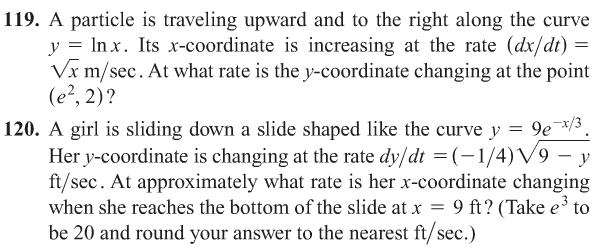 119. A particle is traveling upward and to the right along the curve
y = ln x. Its x-coordinate is increasing at the rate (dx/dt) =
√x m/sec. At what rate is the y-coordinate changing at the point
(e², 2)?
120. A girl is sliding down a slide shaped like the curve y = 9e^(−x/3).
Her y-coordinate is changing at the rate dy/dt = (−1/4)√(9 − y)
ft/sec. At approximately what rate is her x-coordinate changing
when she reaches the bottom of the slide at x = 9 ft? (Take e³ to
be 20 and round your answer to the nearest ft/sec.)